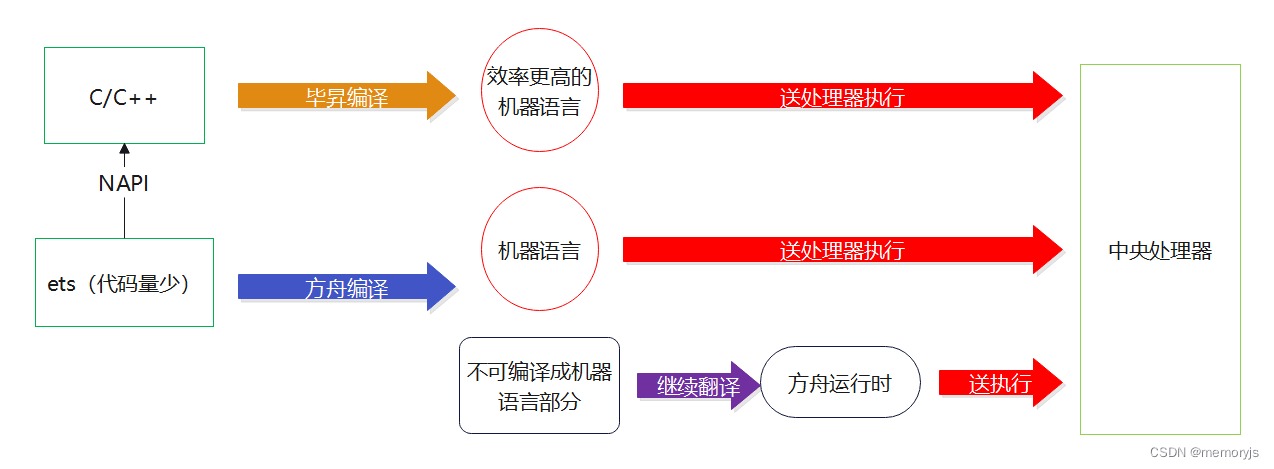 C/C++
毕昇编译
效率更高的
机器语言
送处理器执行
NAPI
ets（代码量少）
方舟编译
机器语言
送处理器执行
中央处理器
不可编译成机器
语言部分
继续翻译
方舟运行时
送执行
CSDN @memoryjs